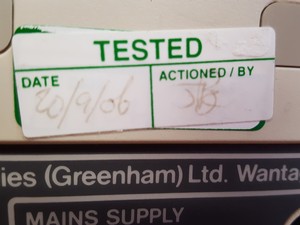 TESTED
DATE ACTIONED / BY
20/9/06
ies (Greenham) Ltd. Wanta
MAINS SUPPLY